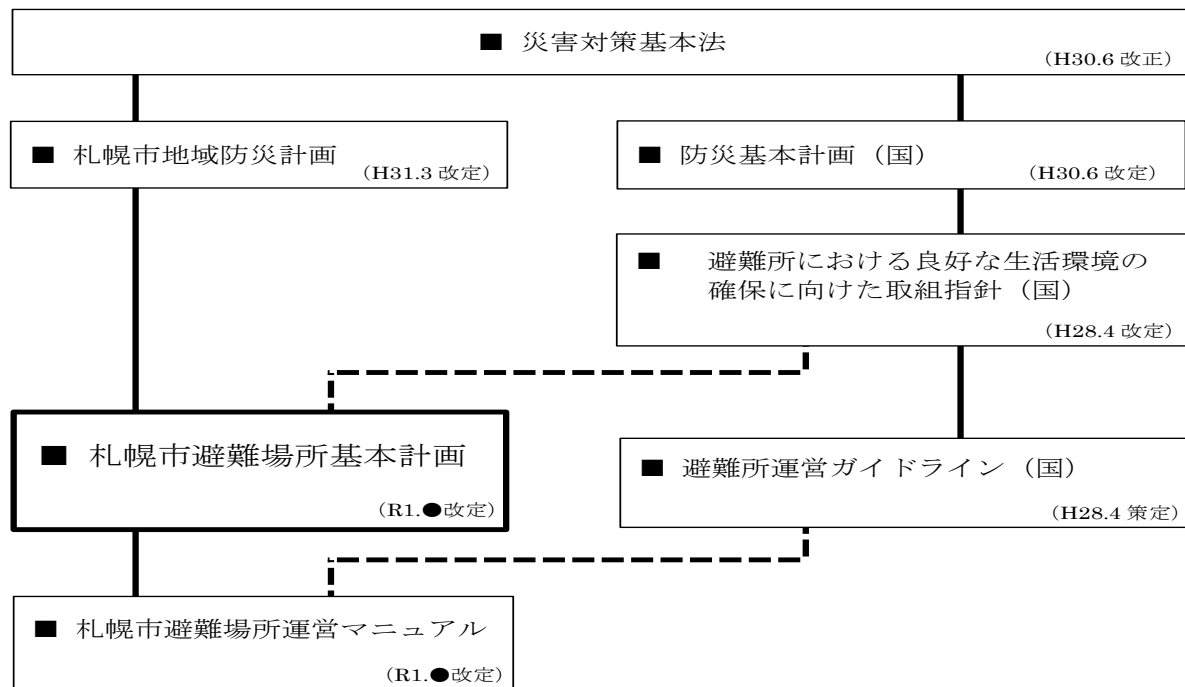 ■ 災害対策基本法
（H30.6 改正）
■ 札幌市地域防災計画
（H31.3 改定）
■ 防災基本計画（国）
（H30.6 改定）
■ 避難所における良好な生活環境の
確保に向けた取組指針（国）
（H28.4 改定）
■ 札幌市避難場所基本計画
（R1.●改定）
■ 避難所運営ガイドライン（国）
（H28.4 策定）
■ 札幌市避難場所運営マニュアル
（R1.●改定）